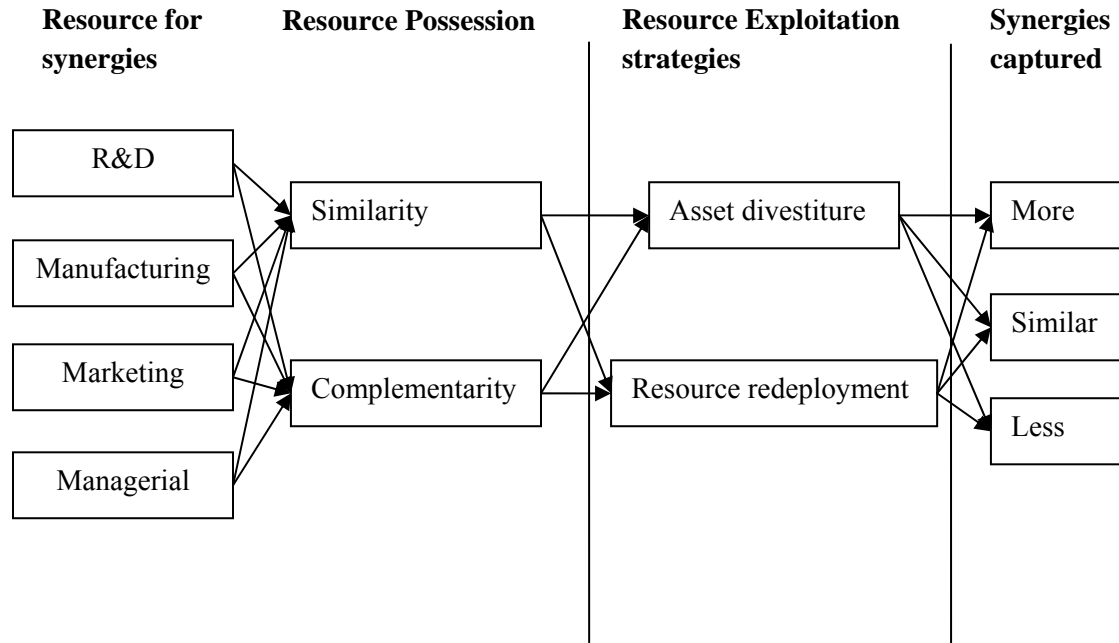 Resource for
synergies
Resource Possession
Resource Exploitation
strategies
Synergies
captured
R&D
Manufacturing
Marketing
Managerial
Similarity
Complementarity
Asset divestiture
Resource redeployment
More
Similar
Less